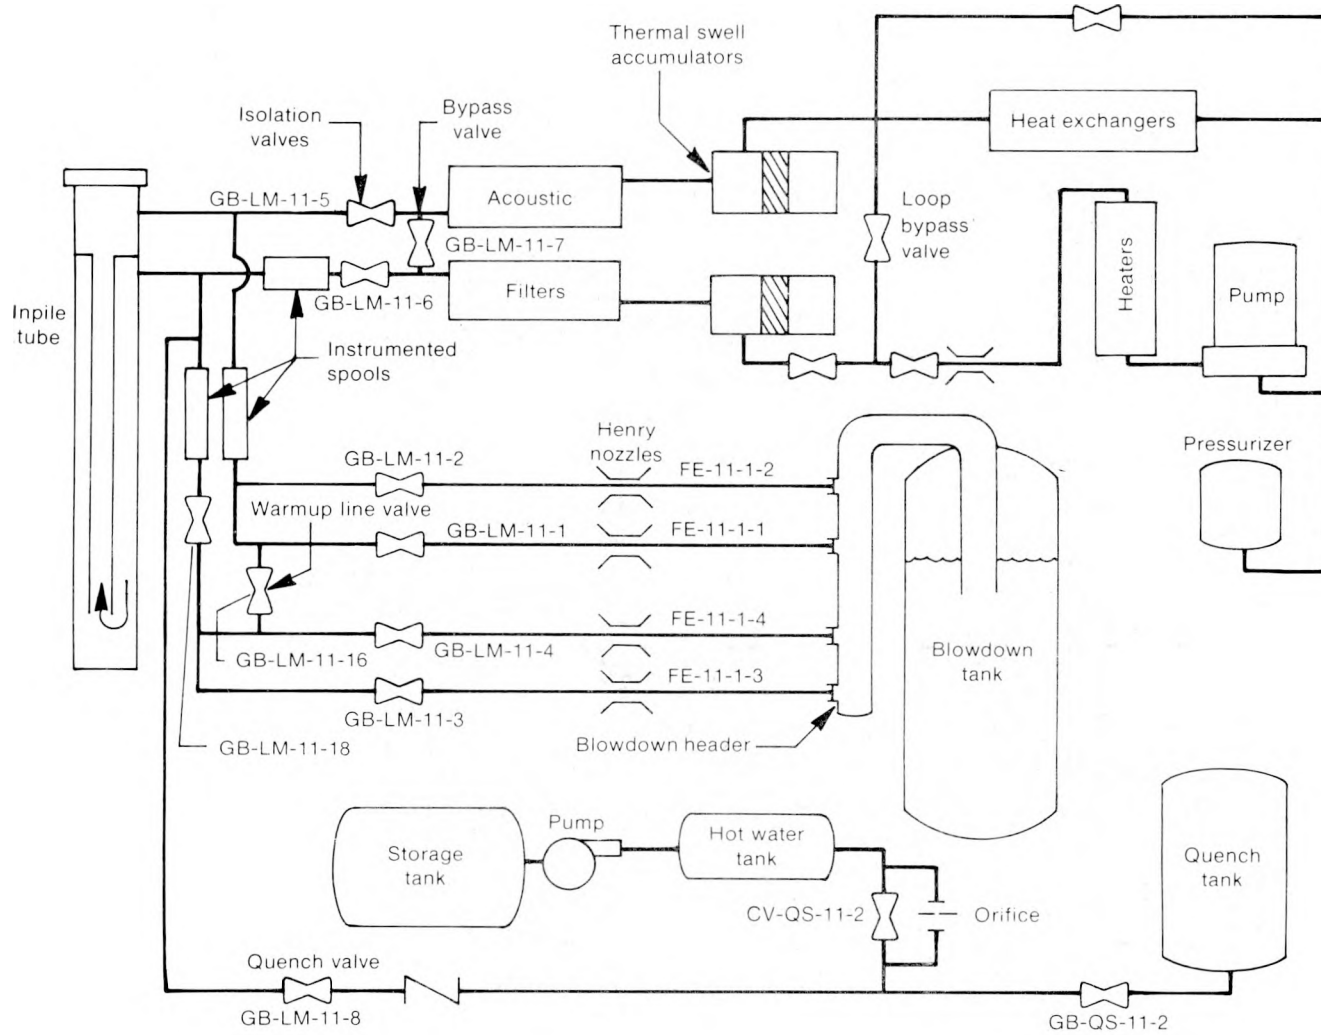 Thermal swell
accumulators
Isolation
valves
Bypass
valve
Heat exchangers
GB-LM-11-5
Acoustic
GB-LM-11-7
Loop
bypass
valve
Heaters
Pump
Inpile
tube
GB-LM-11-6
Filters
Instrumented
spools
Henry
nozzles
Pressurizer
GB-LM-11-2
FE-11-1-2
Warmup line valve
GB-LM-11-1
FE-11-1-1
FE-11-1-4
GB-LM-11-16
GB-LM-11-4
Blowdown
tank
FE-11-1-3
GB-LM-11-3
GB-LM-11-18
Blowdown header
Storage
tank
Pump
Hot water
tank
Quench
tank
CV-QS-11-2
Orifice
Quench valve
GB-LM-11-8
GB-QS-11-2